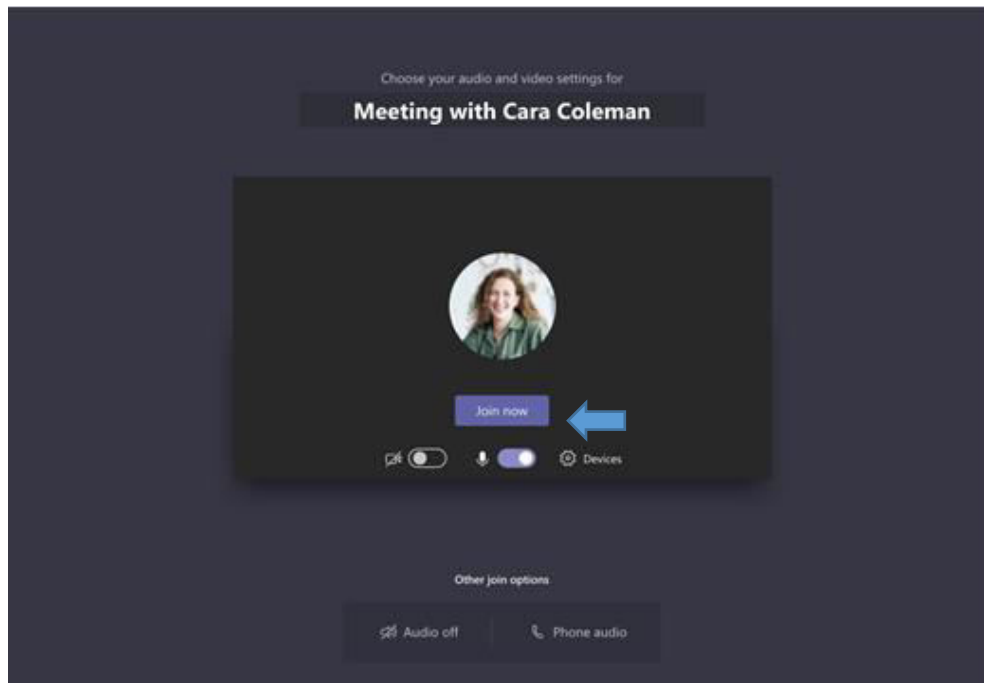 Choose your audio and video settings for
Meeting with Cara Coleman
Join now
Devices
Other join options
Audio off
Phone audio